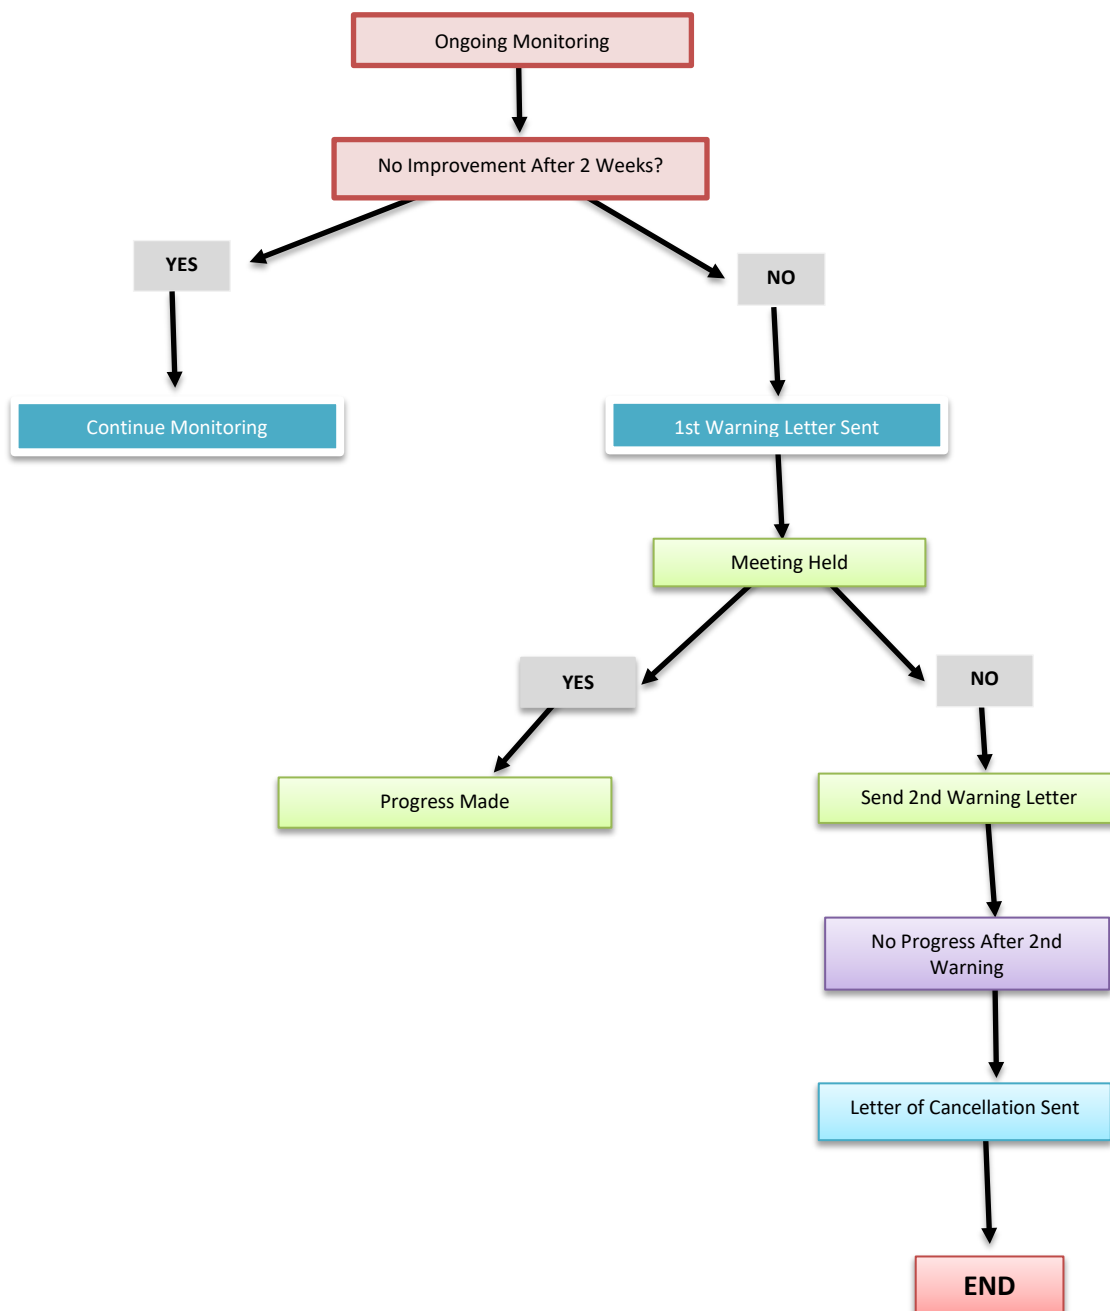 Ongoing Monitoring
No Improvement After 2 Weeks?
YES
NO
Continue Monitoring
1st Warning Letter Sent
Meeting Held
YES
NO
Progress Made
Send 2nd Warning Letter
No Progress After 2nd
Warning
Letter of Cancellation Sent
END